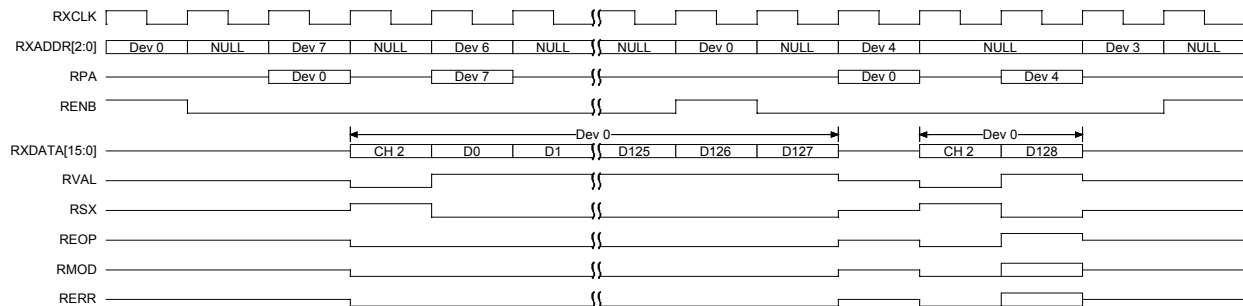 RXCLK
RXADDR[2:0] Dev 0 NULL Dev 7 NULL Dev 6 NULL NULL Dev 0 NULL Dev 4 NULL Dev 3 NULL
RPA Dev 0 Dev 7 Dev 0 Dev 4
RENB
Dev 0 Dev 0
RXDATA[15:0] CH 2 D0 D1 D125 D126 D127 CH 2 D128
RVAL
RSX
REOP
RMOD
RERR